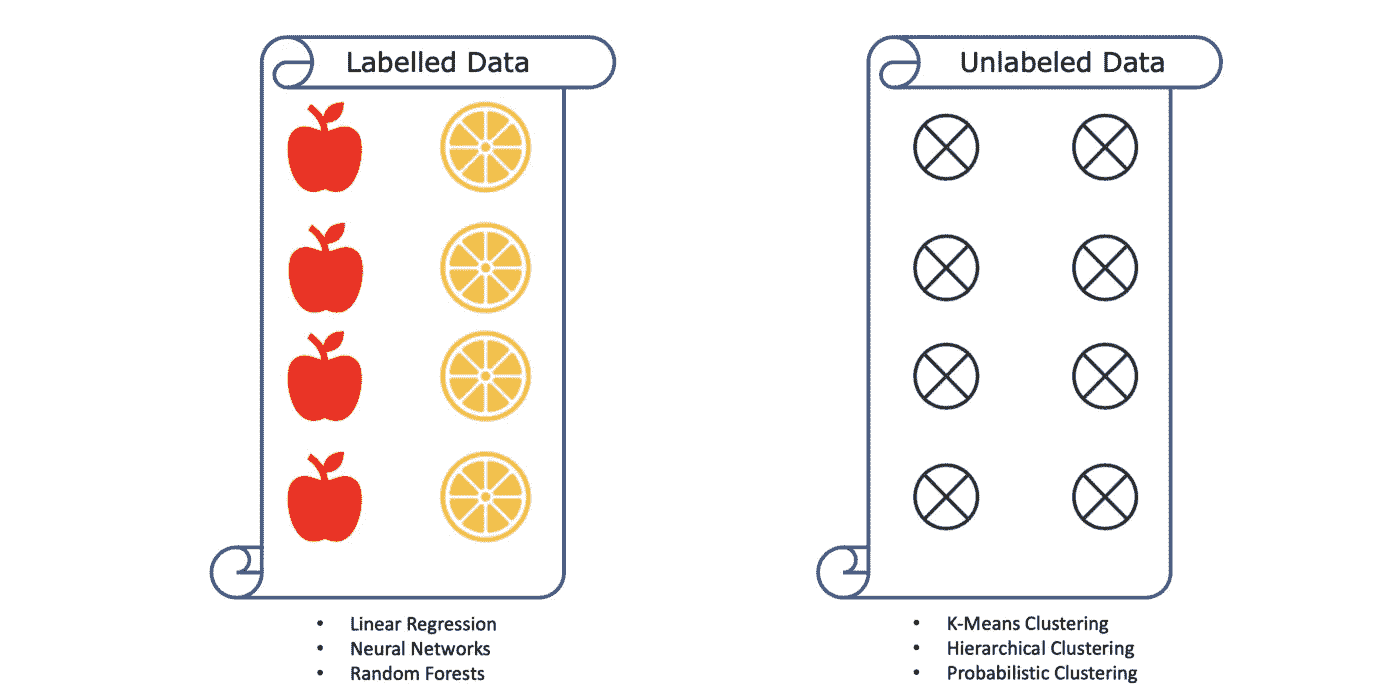 Labelled Data
Unlabeled Data
• Linear Regression
• Neural Networks
• Random Forests
• K-Means Clustering
• Hierarchical Clustering
• Probabilistic Clustering